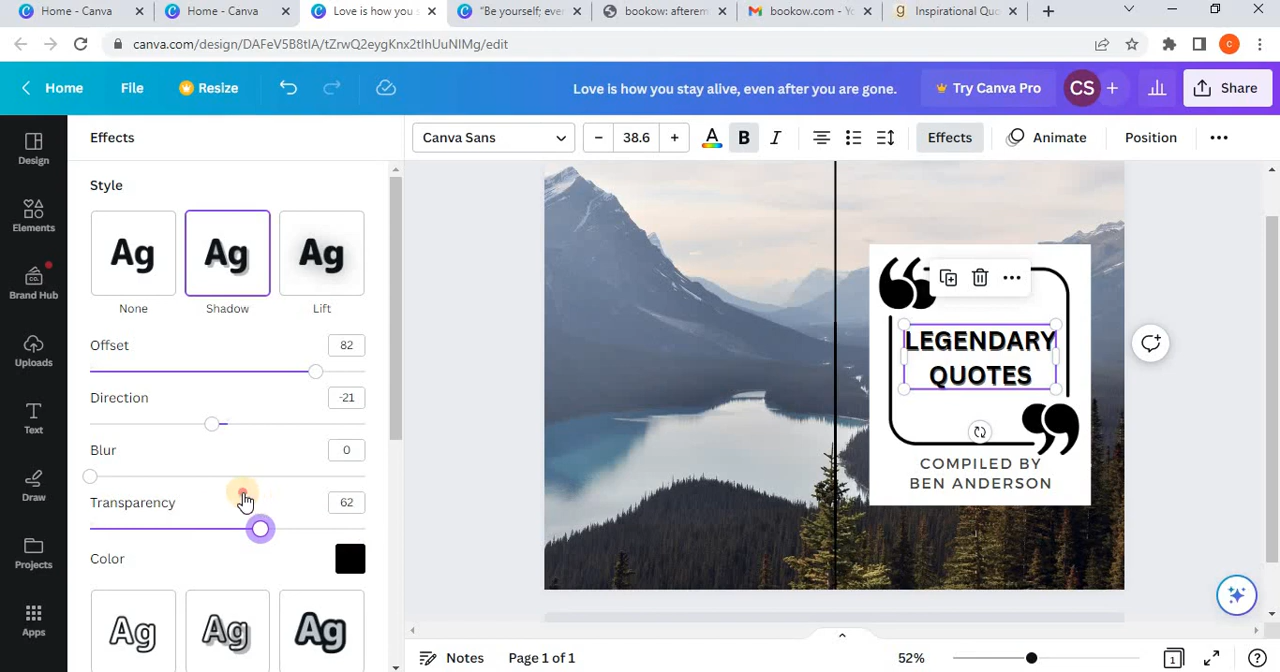 Home - Canva
Home - Canva
Love is how you s
"Be yourself; ever
bookow: afterem
bookow.com - Yo
Inspirational Quo
canva.com/design/DAFeV5B8tIA/tZrwQ2eygKnx2tIhUuNIMg/edit
C
Home
File
Resize
Love is how you stay alive, even after you are gone.
Try Canva Pro
CS
Share
Effects
Canva Sans
38.6
A
B
I
Effects
Animate
Position
Design
Elements
Brand Hub
Uploads
Text
Draw
Projects
Apps
Style
Ag
Ag
Ag
None
Shadow
Lift
Offset
82
Direction
-21
Blur
0
Transparency
62
Color
Ag
Ag
Ag
LEGENDARY
QUOTES
COMPILED BY
BEN ANDERSON
Notes
Page 1 of 1
52%
1